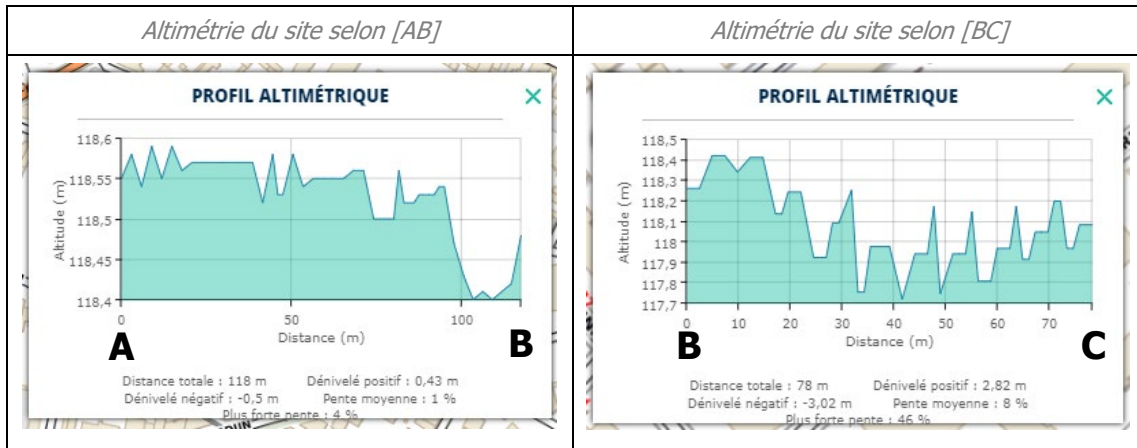 Altimétrie du site selon [AB]
Altimétrie du site selon [BC]
PROFIL ALTIMÉTRIQUE
Altitude (m)
118,6
118,55
118,5
118,45
118,4
0 50 100
Distance (m)
A B
Distance totale : 118 m Dénivelé positif : 0,43 m
Dénivelé négatif : -0,5 m Pente moyenne : 1 %
Plus forte pente : 4 %
PROFIL ALTIMÉTRIQUE
Altitude (m)
118,5
118,4
118,3
118,2
118,1
118
117,9
117,8
117,7
0 10 20 30 40 50 60 70
Distance (m)
B C
Distance totale : 78 m Dénivelé positif : 2,82 m
Dénivelé négatif : -3,02 m Pente moyenne : 8 %
Plus forte pente : 46 %